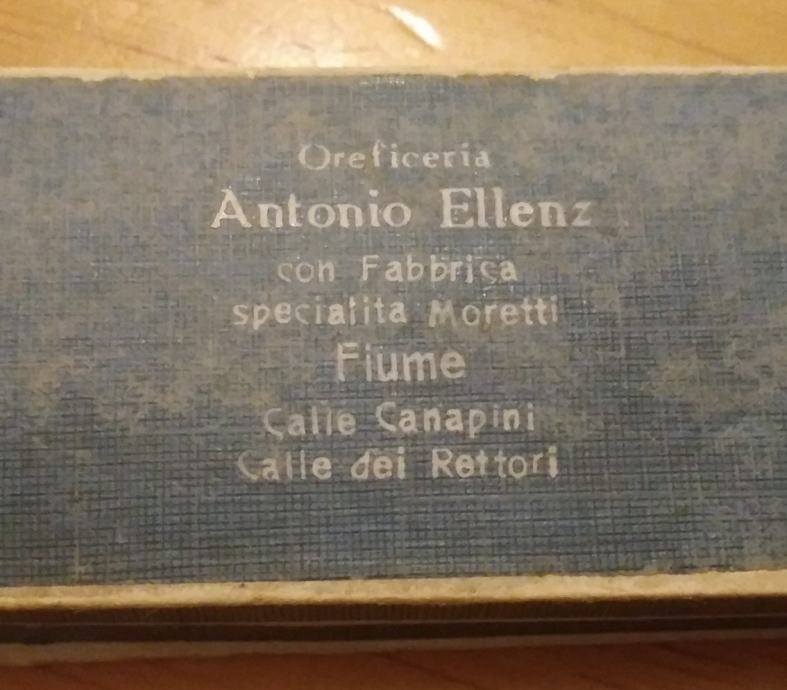 Oreficeria
Antonio Ellenz
con Fabbrica
specialita Moretti
Fiume
Calle Canapini
Calle dei Rettori